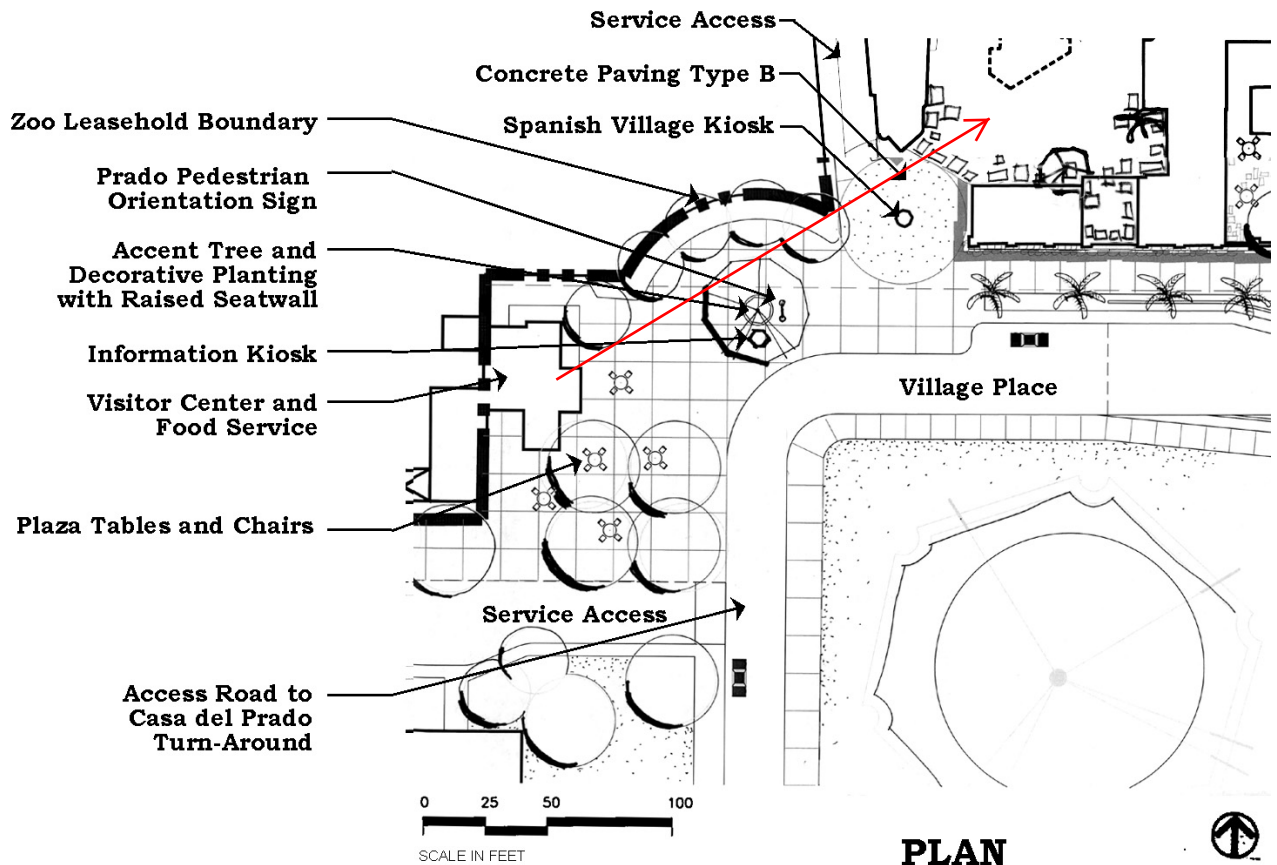 Service Access
Concrete Paving Type B
Spanish Village Kiosk
Zoo Leasehold Boundary
Prado Pedestrian
Orientation Sign
Accent Tree and
Decorative Planting
with Raised Seatwall
Information Kiosk
Visitor Center and
Food Service
Village Place
Plaza Tables and Chairs
Service Access
Access Road to
Casa del Prado
Turn-Around
0 25 50 100
SCALE IN FEET
PLAN